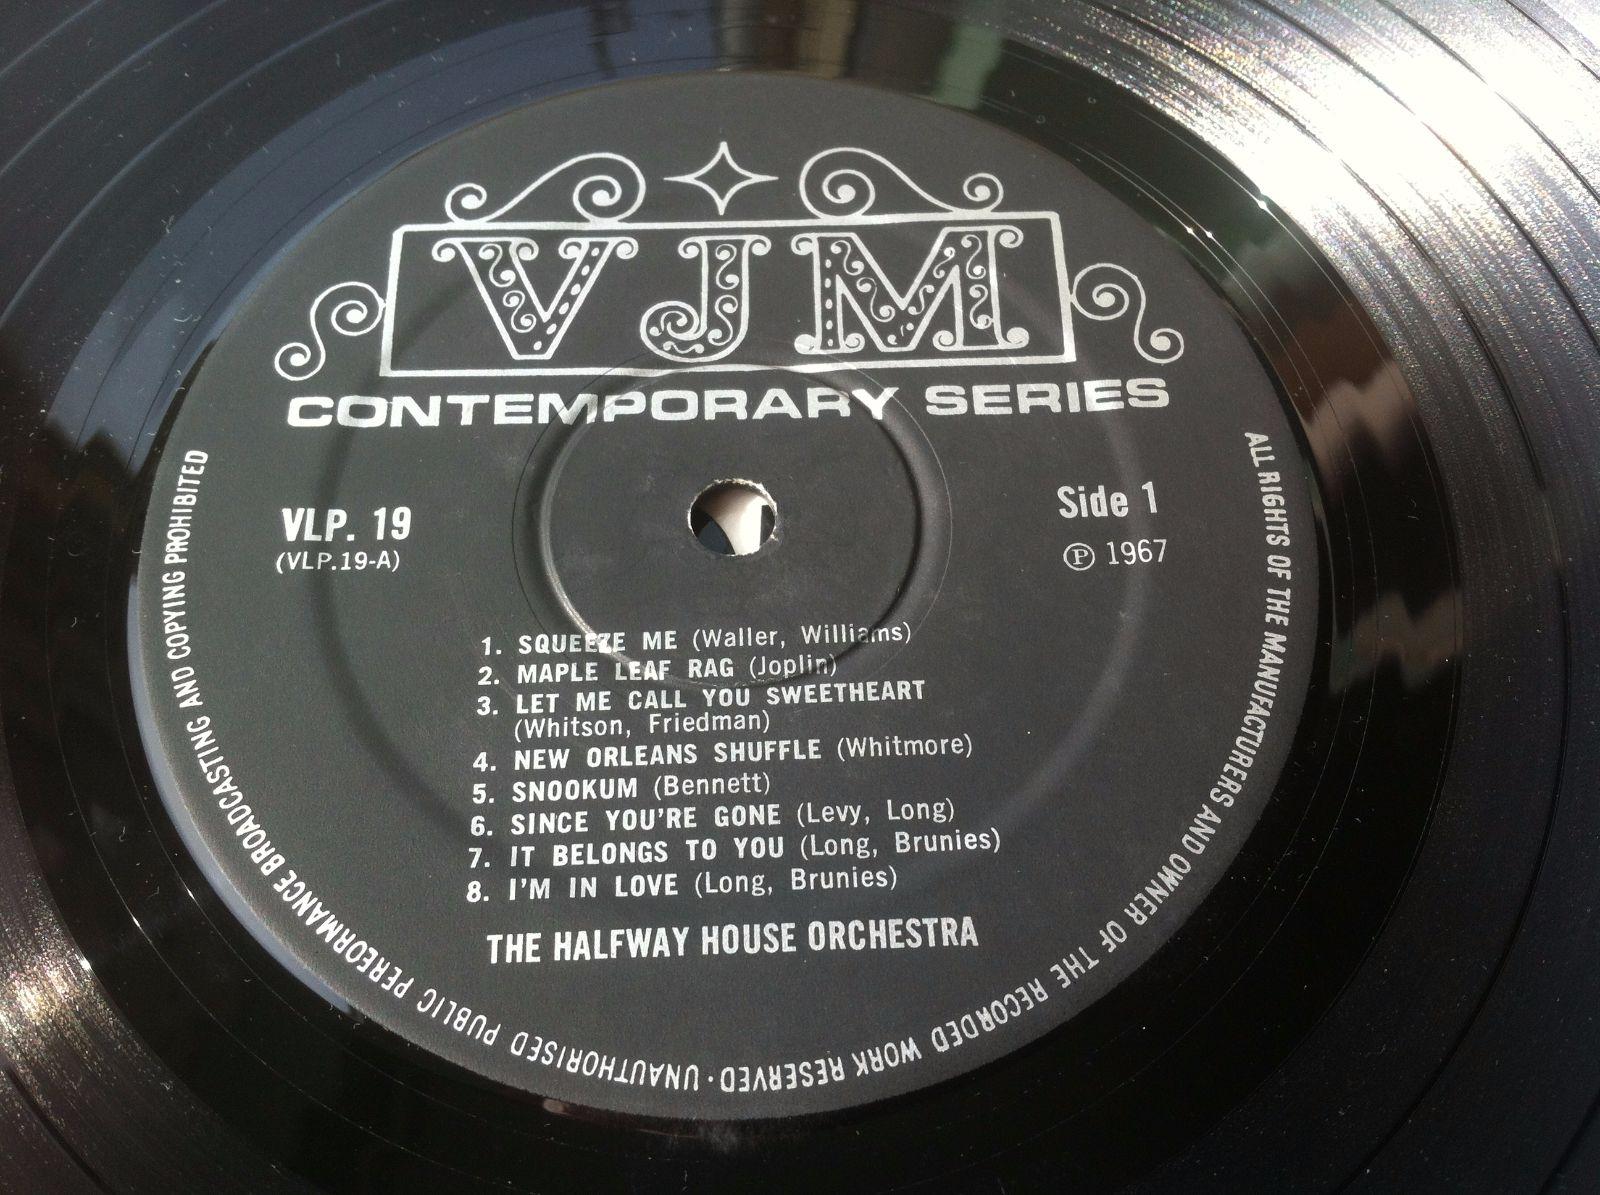 VJM
CONTEMPORARY SERIES
VLP. 19
(VLP.19-A)
Side 1
℗ 1967
1. SQUEEZE ME (Waller, Williams)
2. MAPLE LEAF RAG (Joplin)
3. LET ME CALL YOU SWEETHEART
(Whitson, Friedman)
4. NEW ORLEANS SHUFFLE (Whitmore)
5. SNOOKUM (Bennett)
6. SINCE YOU'RE GONE (Levy, Long)
7. IT BELONGS TO YOU (Long, Brunies)
8. I'M IN LOVE (Long, Brunies)
THE HALFWAY HOUSE ORCHESTRA
ALL RIGHTS OF THE MANUFACTURERS AND OWNER OF THE RECORDED WORK RESERVED · UNAUTHORISED PUBLIC PEREORMANCE BROADCASTING AND COPYING PROHIBITED